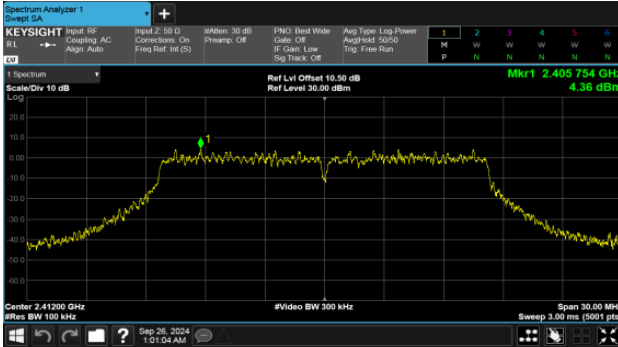 Spectrum Analyzer 1
Swept SA
+
KEYSIGHT Input: RF Input Z: 50 Ω #Atten: 30 dB PNO: Best Wide Avg Type: Log-Power 1 2 3 4 5 6
RL Coupling: AC Corrections: On Preamp: Off Gate: Off Avg|Hold: 50/50 M W W W W W
Align: Auto Freq Ref: Int (S) IF Gain: Low Trig: Free Run
LXI Sig Track: Off P N N N N N
1 Spectrum Ref Lvl Offset 10.50 dB Mkr1 2.405 754 GHz
Scale/Div 10 dB Ref Level 30.00 dBm 4.36 dBm
Log
20.0
10.0
1
0.00
-10.0
-20.0
-30.0
-40.0
-50.0
-60.0
Center 2.41200 GHz #Video BW 300 kHz Span 30.00 MH
#Res BW 100 kHz Sweep 3.00 ms (5001 pts
? Sep 26, 2024
1:01:04 AM